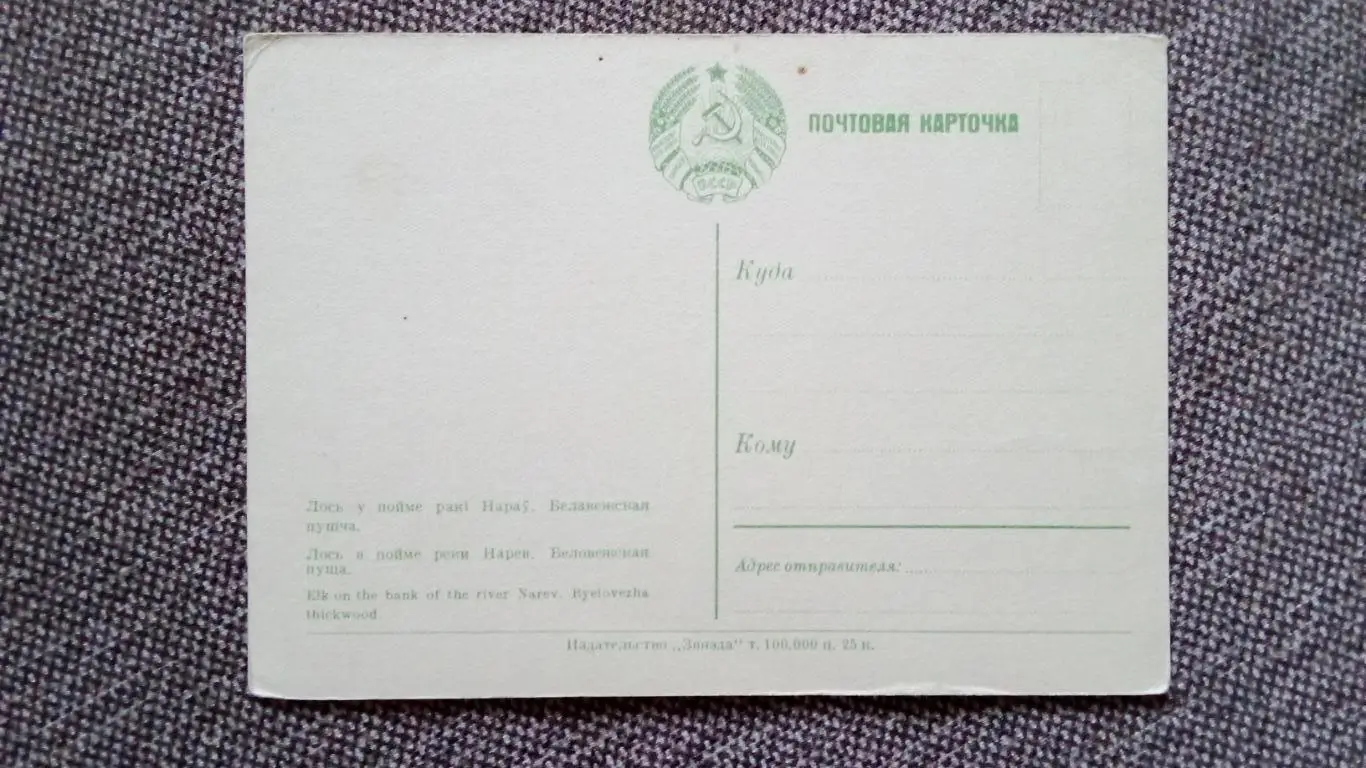 БССР
ПОЧТОВАЯ КАРТОЧКА
Куда
Кому
Лось у пойме ракі Нараў. Белавежская
пушча.
Лось в пойме реки Нарев. Беловежская
пуща.
Elk on the bank of the river Narev. Byelovezha
thickwood
Адрес отправителя:
Издательство „Звязда“ т. 100.000 ц. 25 к.